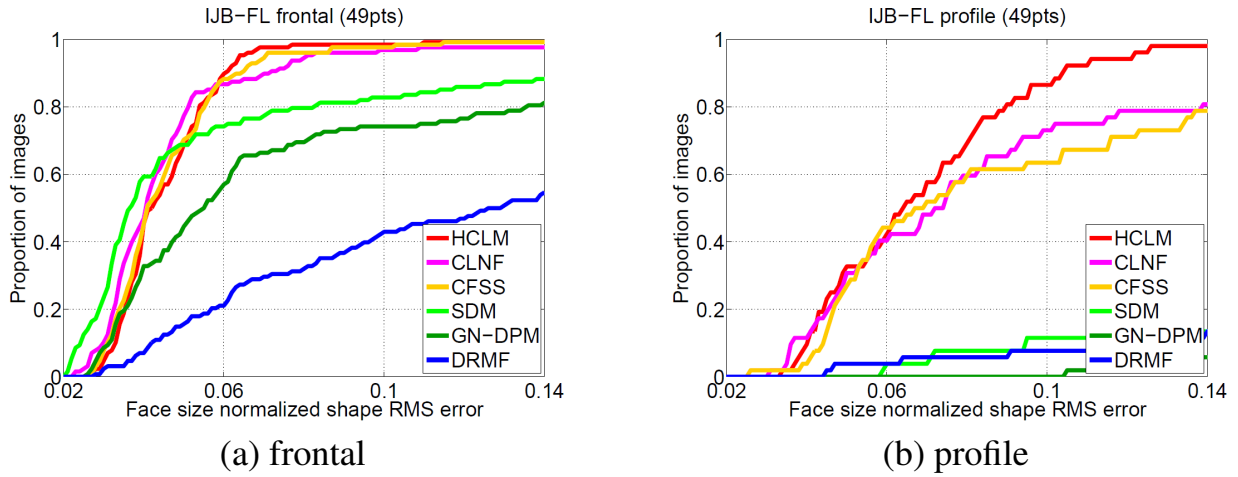 IJB−FL frontal (49pts)
Proportion of images
1
0.8
0.6
0.4
0.2
0
0.02
0.06
0.1
0.14
Face size normalized shape RMS error
HCLM
CLNF
CFSS
SDM
GN−DPM
DRMF
(a) frontal
IJB−FL profile (49pts)
Proportion of images
1
0.8
0.6
0.4
0.2
0
0.02
0.06
0.1
0.14
Face size normalized shape RMS error
HCLM
CLNF
CFSS
SDM
GN−DPM
DRMF
(b) profile